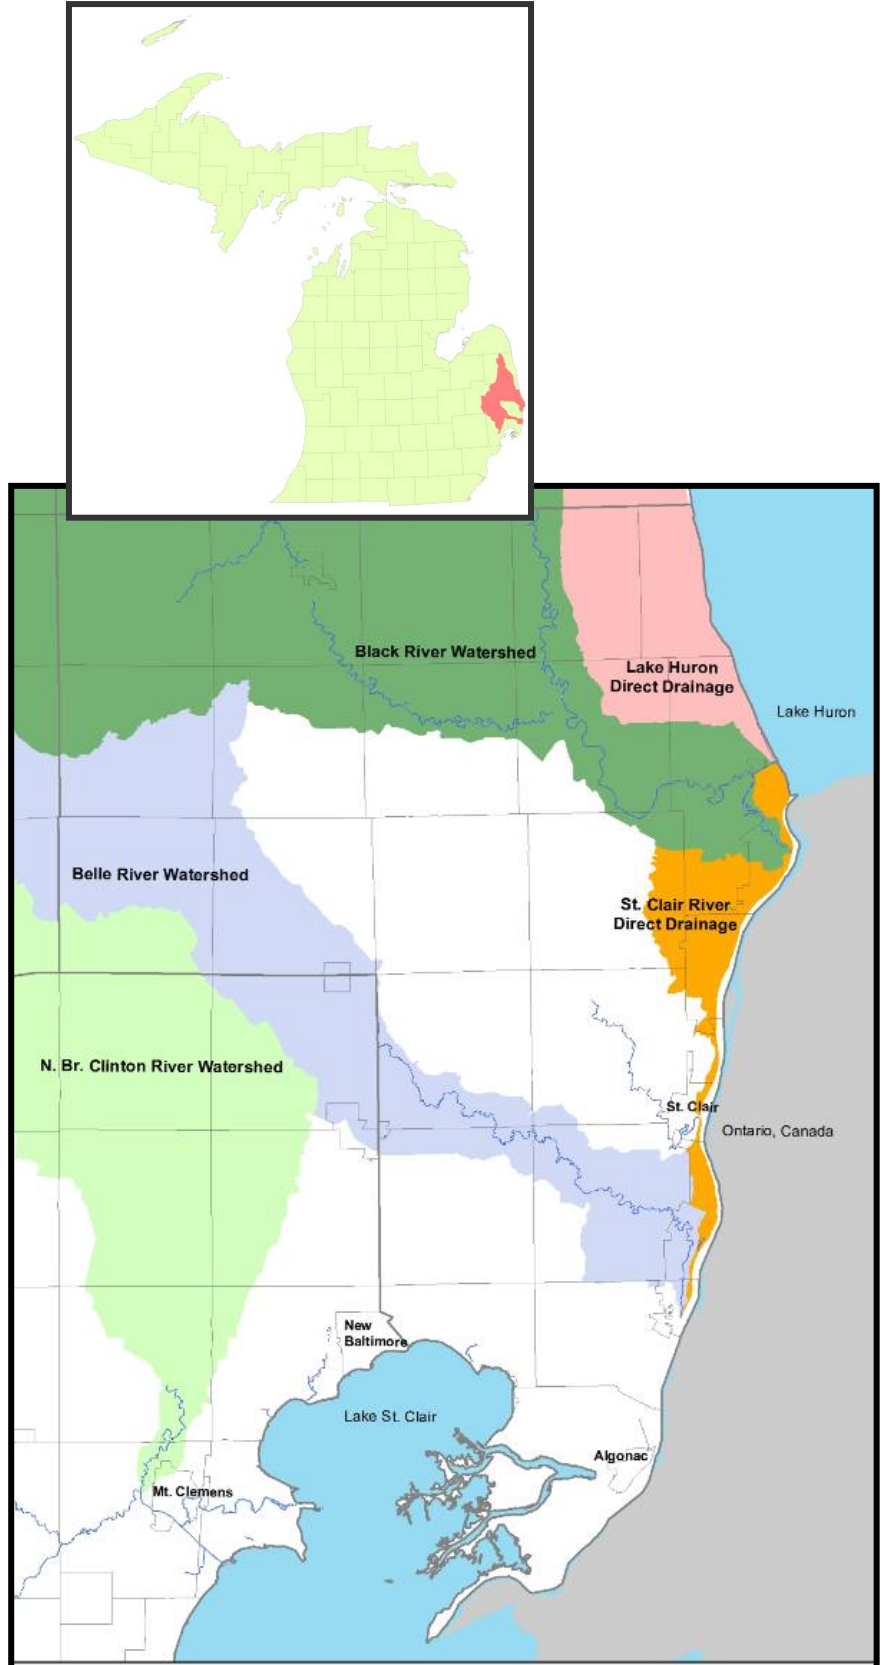 Black River Watershed
Lake Huron
Direct Drainage
Lake Huron
Belle River Watershed
St. Clair River
Direct Drainage
N. Br. Clinton River Watershed
St. Clair
Ontario, Canada
New
Baltimore
Lake St. Clair
Algonac
Mt. Clemens